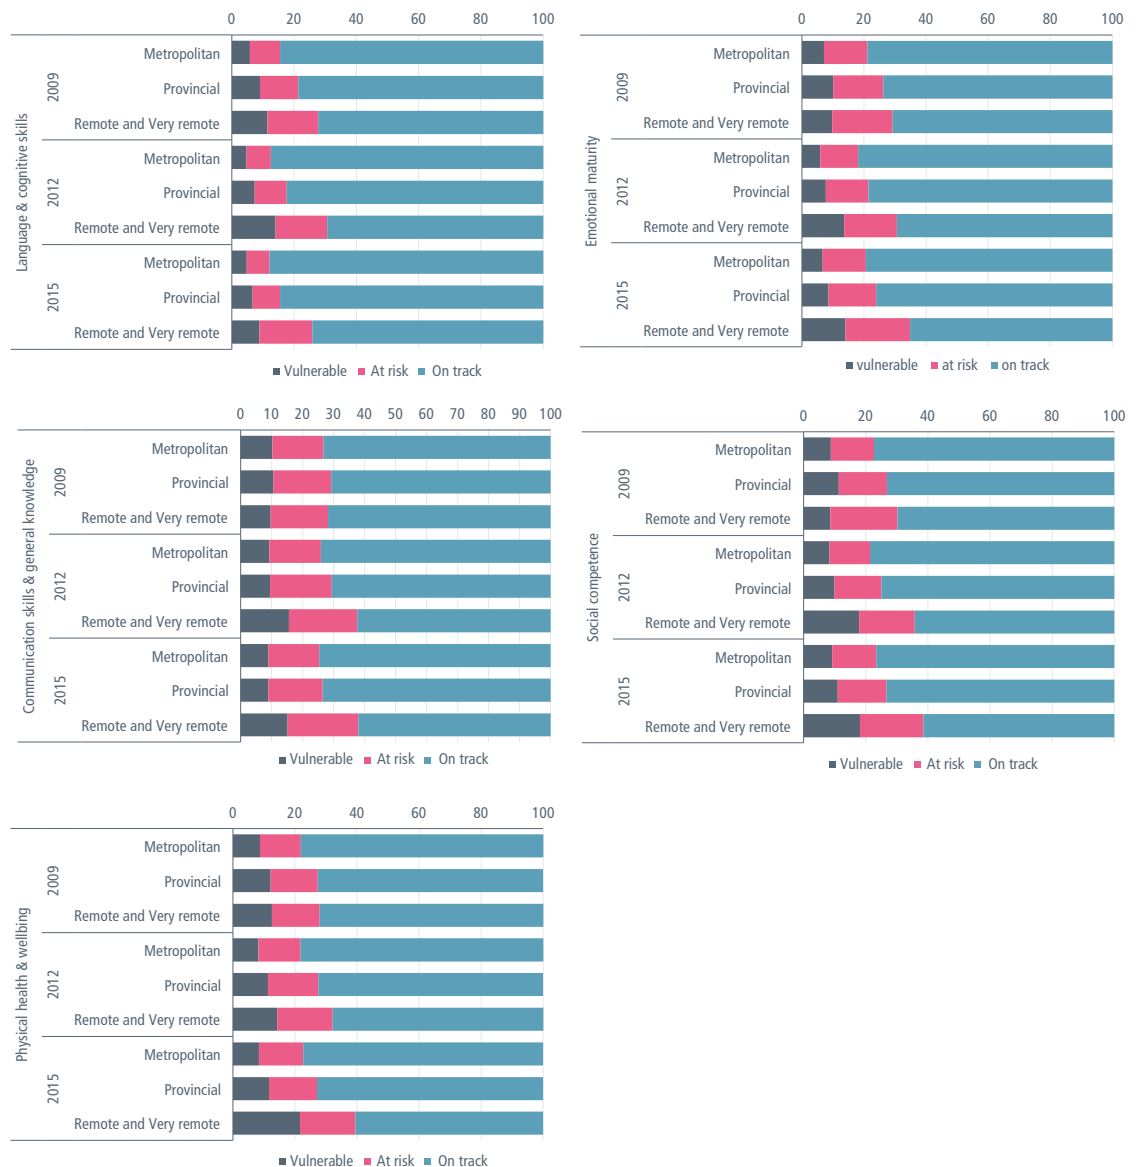 0 20 40 60 80 100
Language & cognitive skills
2009
Metropolitan
Provincial
Remote and Very remote
2012
Metropolitan
Provincial
Remote and Very remote
2015
Metropolitan
Provincial
Remote and Very remote
Vulnerable At risk On track
0 20 40 60 80 100
Emotional maturity
2009
Metropolitan
Provincial
Remote and Very remote
2012
Metropolitan
Provincial
Remote and Very remote
2015
Metropolitan
Provincial
Remote and Very remote
vulnerable at risk on track
0 10 20 30 40 50 60 70 80 90 100
Communication skills & general knowledge
2009
Metropolitan
Provincial
Remote and Very remote
2012
Metropolitan
Provincial
Remote and Very remote
2015
Metropolitan
Provincial
Remote and Very remote
Vulnerable At risk On track
0 20 40 60 80 100
Social competence
2009
Metropolitan
Provincial
Remote and Very remote
2012
Metropolitan
Provincial
Remote and Very remote
2015
Metropolitan
Provincial
Remote and Very remote
Vulnerable At risk On track
0 20 40 60 80 100
Physical health & wellbing
2009
Metropolitan
Provincial
Remote and Very remote
2012
Metropolitan
Provincial
Remote and Very remote
2015
Metropolitan
Provincial
Remote and Very remote
Vulnerable At risk On track